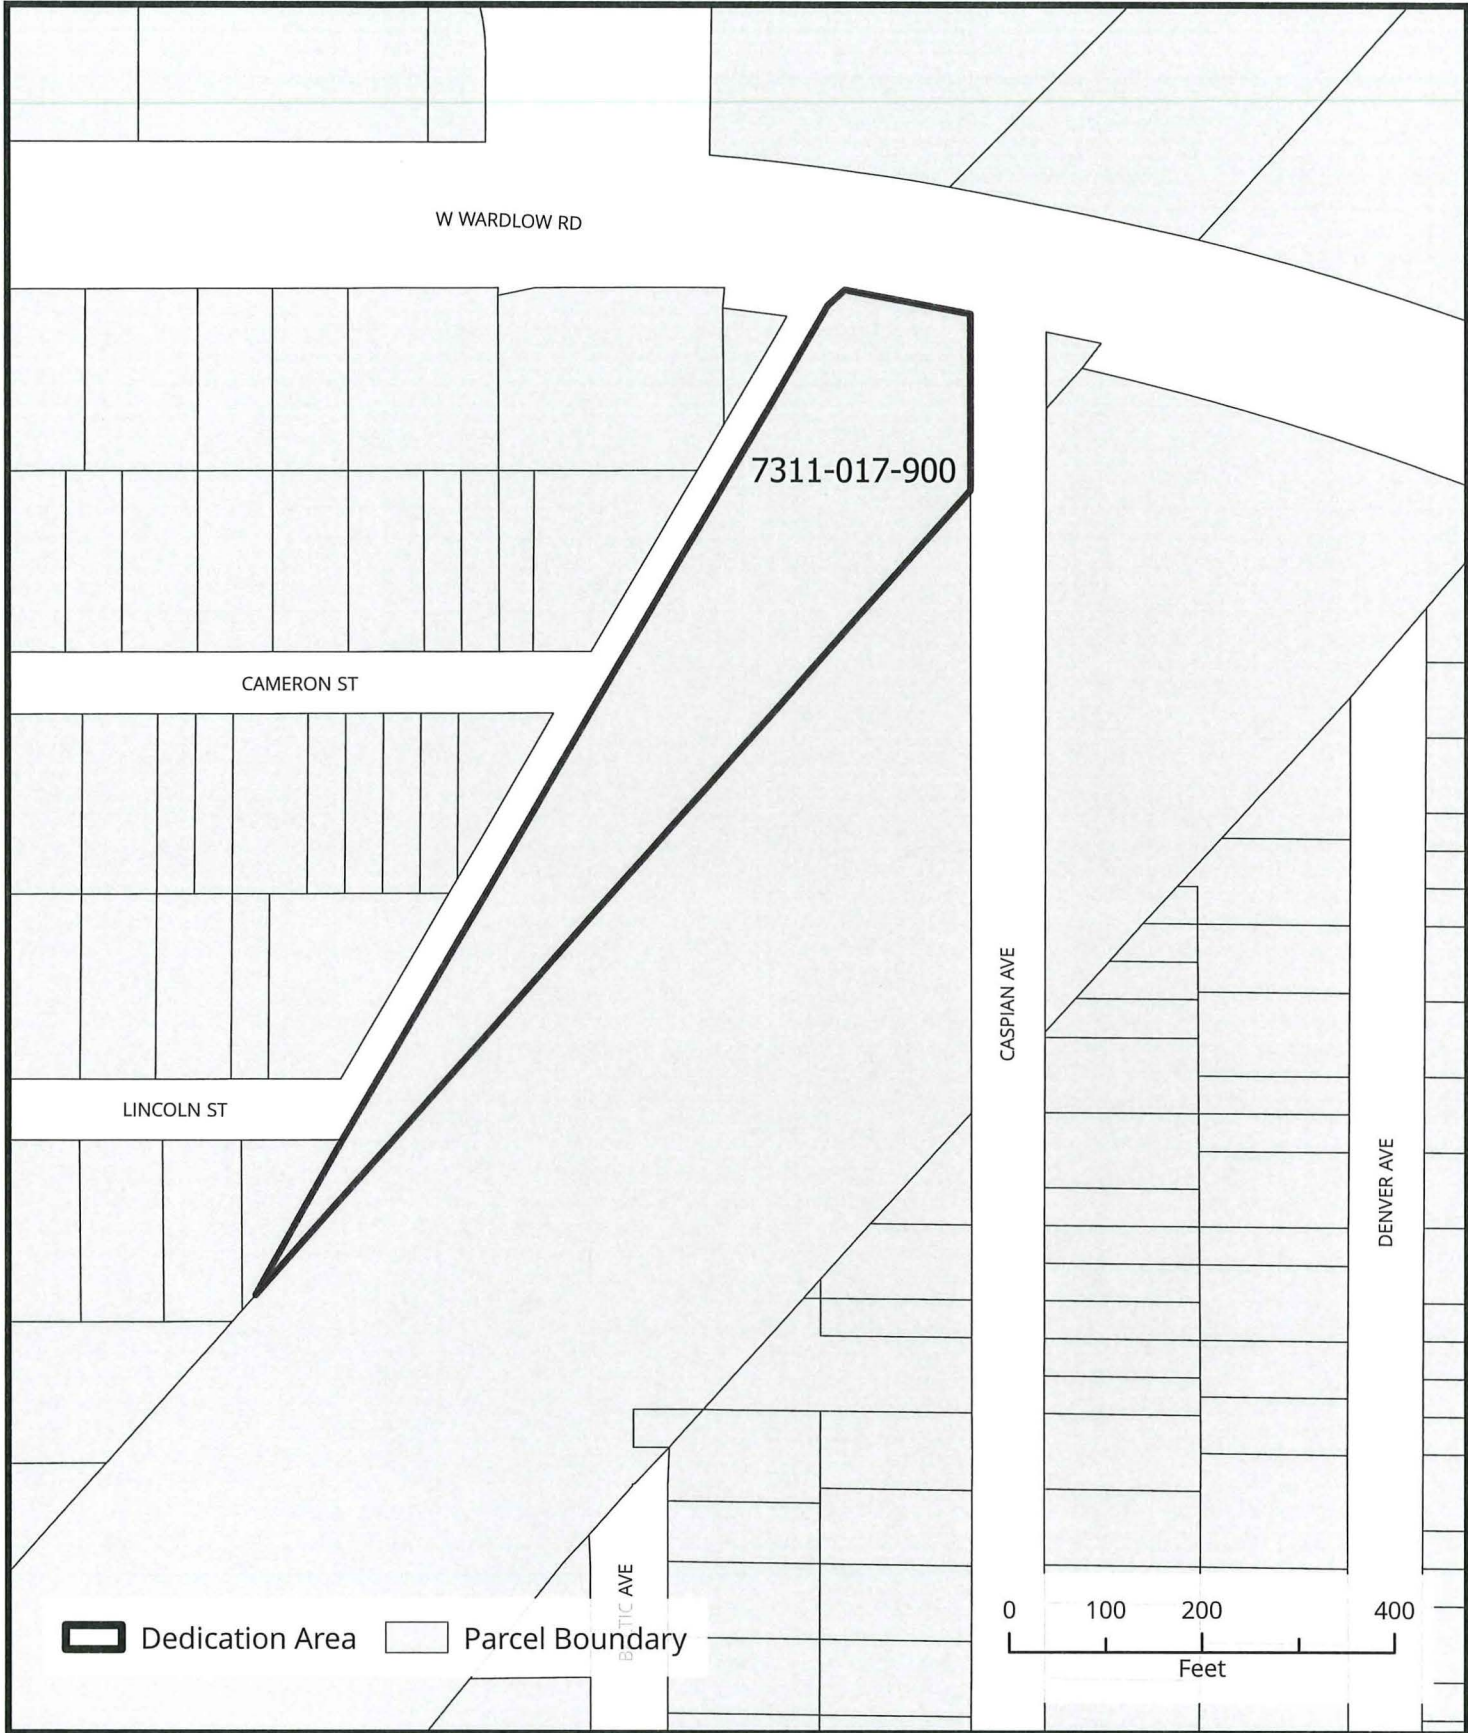 W WARDLOW RD
7311-017-900
CAMERON ST
CASPIAN AVE
LINCOLN ST
DENVER AVE
AVE
0 100 200 400
Feet
Dedication Area
Parcel Boundary